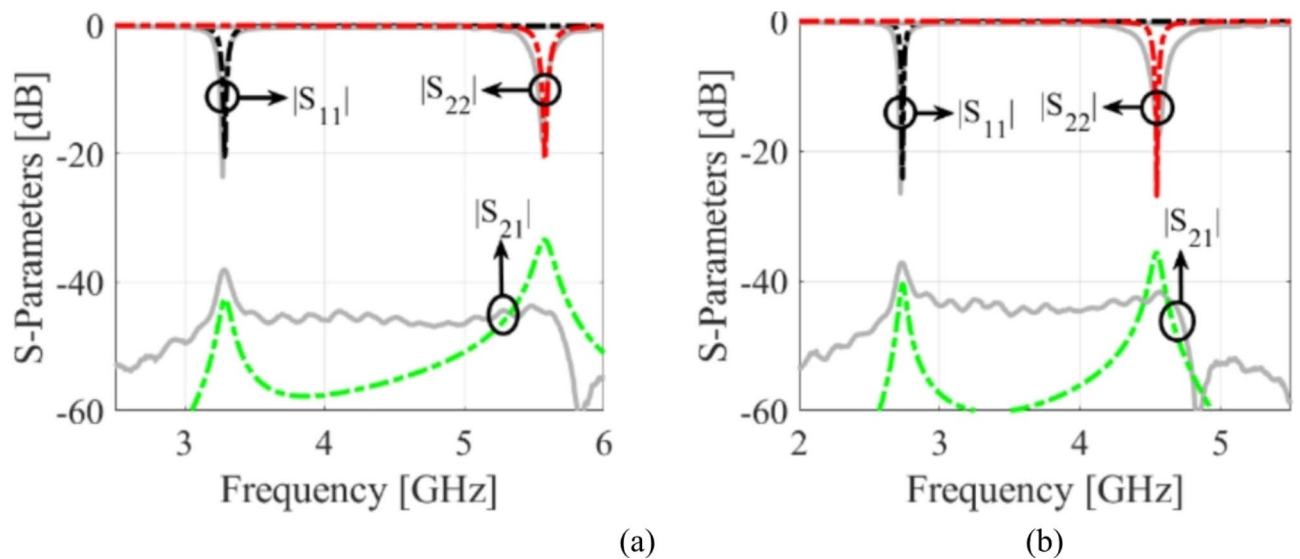 S-Parameters [dB]
0
-20
-40
-60
|S11|
|S22|
|S21|
3
4
5
6
Frequency [GHz]
S-Parameters [dB]
0
-20
-40
-60
|S11|
|S22|
|S21|
2
3
4
5
Frequency [GHz]
(a)
(b)